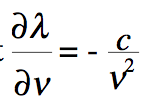 ∂λ/∂ν = - c/ν²